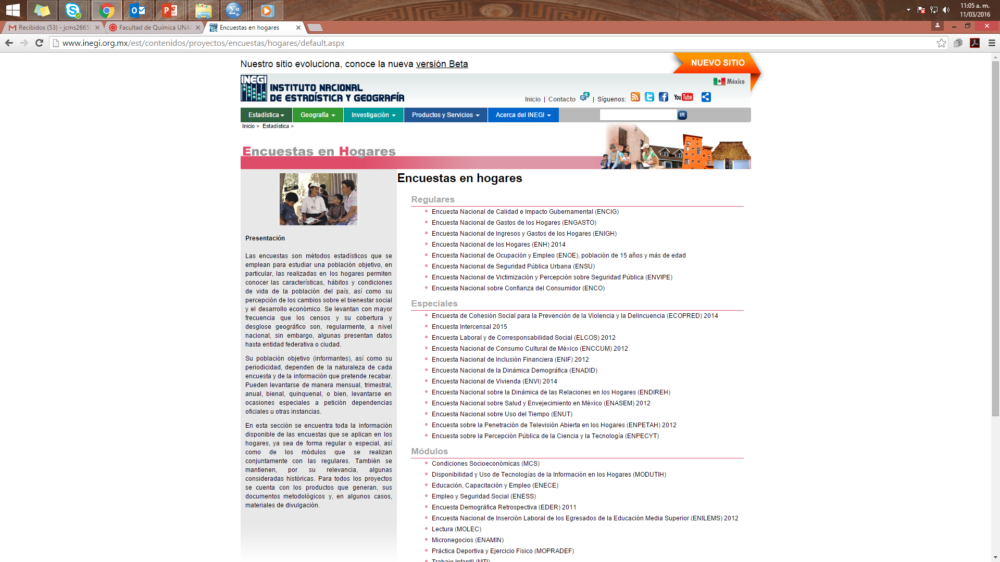 11:05 a. m.
11/03/2016
Recibidos (53) - jcms2665
Facultad de Química UNA
Encuestas en hogares
www.inegi.org.mx/est/contenidos/proyectos/encuestas/hogares/default.aspx
Nuestro sitio evoluciona, conoce la nueva versión Beta
NUEVO SITIO
INEGI INSTITUTO NACIONAL
DE ESTADÍSTICA Y GEOGRAFÍA
México
Inicio | Contacto | Síguenos: YouTube
Estadística Geografía Investigación Productos y Servicios Acerca del INEGI IR
Inicio > Estadística >
Encuestas en Hogares
Presentación
Las encuestas son métodos estadísticos que se
emplean para estudiar una población objetivo, en
particular, las realizadas en los hogares permiten
conocer las características, hábitos y condiciones
de vida de la población del país, así como su
percepción de los cambios sobre el bienestar social
y el desarrollo económico. Se levantan con mayor
frecuencia que los censos y su cobertura y
desglose geográfico son, regularmente, a nivel
nacional, sin embargo, algunas presentan datos
hasta entidad federativa o ciudad.
Su población objetivo (informantes), así como su
periodicidad, dependen de la naturaleza de cada
encuesta y de la información que pretende recabar.
Pueden levantarse de manera mensual, trimestral,
anual, bienal, quinquenal, o bien, levantarse en
ocasiones especiales a petición dependencias
oficiales u otras instancias.
En esta sección se encuentra toda la información
disponible de las encuestas que se aplican en los
hogares, ya sea de forma regular o especial, así
como de los módulos que se realizan
conjuntamente con las regulares. También se
mantienen, por su relevancia, algunas
consideradas históricas. Para todos los proyectos
se cuenta con los productos que generan, sus
documentos metodológicos y, en algunos casos,
materiales de divulgación.
Encuestas en hogares
Regulares
Encuesta Nacional de Calidad e Impacto Gubernamental (ENCIG)
Encuesta Nacional de Gastos de los Hogares (ENGASTO)
Encuesta Nacional de Ingresos y Gastos de los Hogares (ENIGH)
Encuesta Nacional de los Hogares (ENH) 2014
Encuesta Nacional de Ocupación y Empleo (ENOE), población de 15 años y más de edad
Encuesta Nacional de Seguridad Pública Urbana (ENSU)
Encuesta Nacional de Victimización y Percepción sobre Seguridad Pública (ENVIPE)
Encuesta Nacional sobre Confianza del Consumidor (ENCO)
Especiales
Encuesta de Cohesión Social para la Prevención de la Violencia y la Delincuencia (ECOPRED) 2014
Encuesta Intercensal 2015
Encuesta Laboral y de Corresponsabilidad Social (ELCOS) 2012
Encuesta Nacional de Consumo Cultural de México (ENCCUM) 2012
Encuesta Nacional de Inclusión Financiera (ENIF) 2012
Encuesta Nacional de la Dinámica Demográfica (ENADID)
Encuesta Nacional de Vivienda (ENVI) 2014
Encuesta Nacional sobre la Dinámica de las Relaciones en los Hogares (ENDIREH)
Encuesta Nacional sobre Salud y Envejecimiento en México (ENASEM) 2012
Encuesta Nacional sobre Uso del Tiempo (ENUT)
Encuesta sobre la Penetración de Televisión Abierta en los Hogares (ENPETAH) 2012
Encuesta sobre la Percepción Pública de la Ciencia y la Tecnología (ENPECYT)
Módulos
Condiciones Socioeconómicas (MCS)
Disponibilidad y Uso de Tecnologías de la Información en los Hogares (MODUTIH)
Educación, Capacitación y Empleo (ENECE)
Empleo y Seguridad Social (ENESS)
Encuesta Demográfica Retrospectiva (EDER) 2011
Encuesta Nacional de Inserción Laboral de los Egresados de la Educación Media Superior (ENILEMS) 2012
Lectura (MOLEC)
Micronegocios (ENAMIN)
Práctica Deportiva y Ejercicio Físico (MOPRADEF)
Trabajo Infantil (MTI)